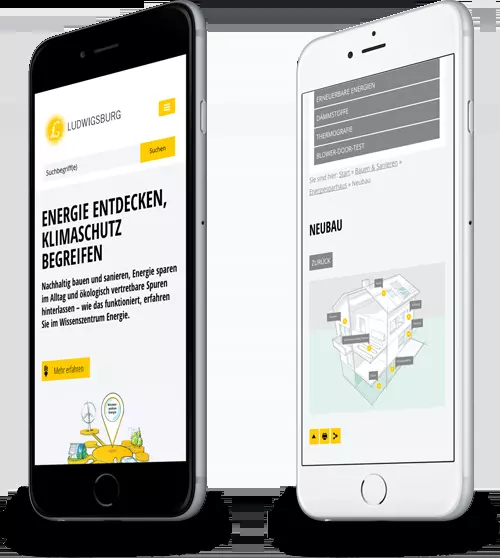 LUDWIGSBURG
Suchbegriff(e)
Suchen
ENERGIE ENTDECKEN,
KLIMASCHUTZ
BEGREIFEN
Nachhaltig bauen und sanieren, Energie sparen
im Alltag und ökologisch vertretbare Spuren
hinterlassen – wie das funktioniert, erfahren
Sie im Wissenszentrum Energie.
Mehr erfahren
ERNEUERBARE ENERGIEN
DÄMMSTOFFE
THERMOGRAFIE
BLOWER-DOOR-TEST
Sie sind hier: Start » Bauen & Sanieren »
Energiesparhaus » Neubau
NEUBAU
ZURÜCK